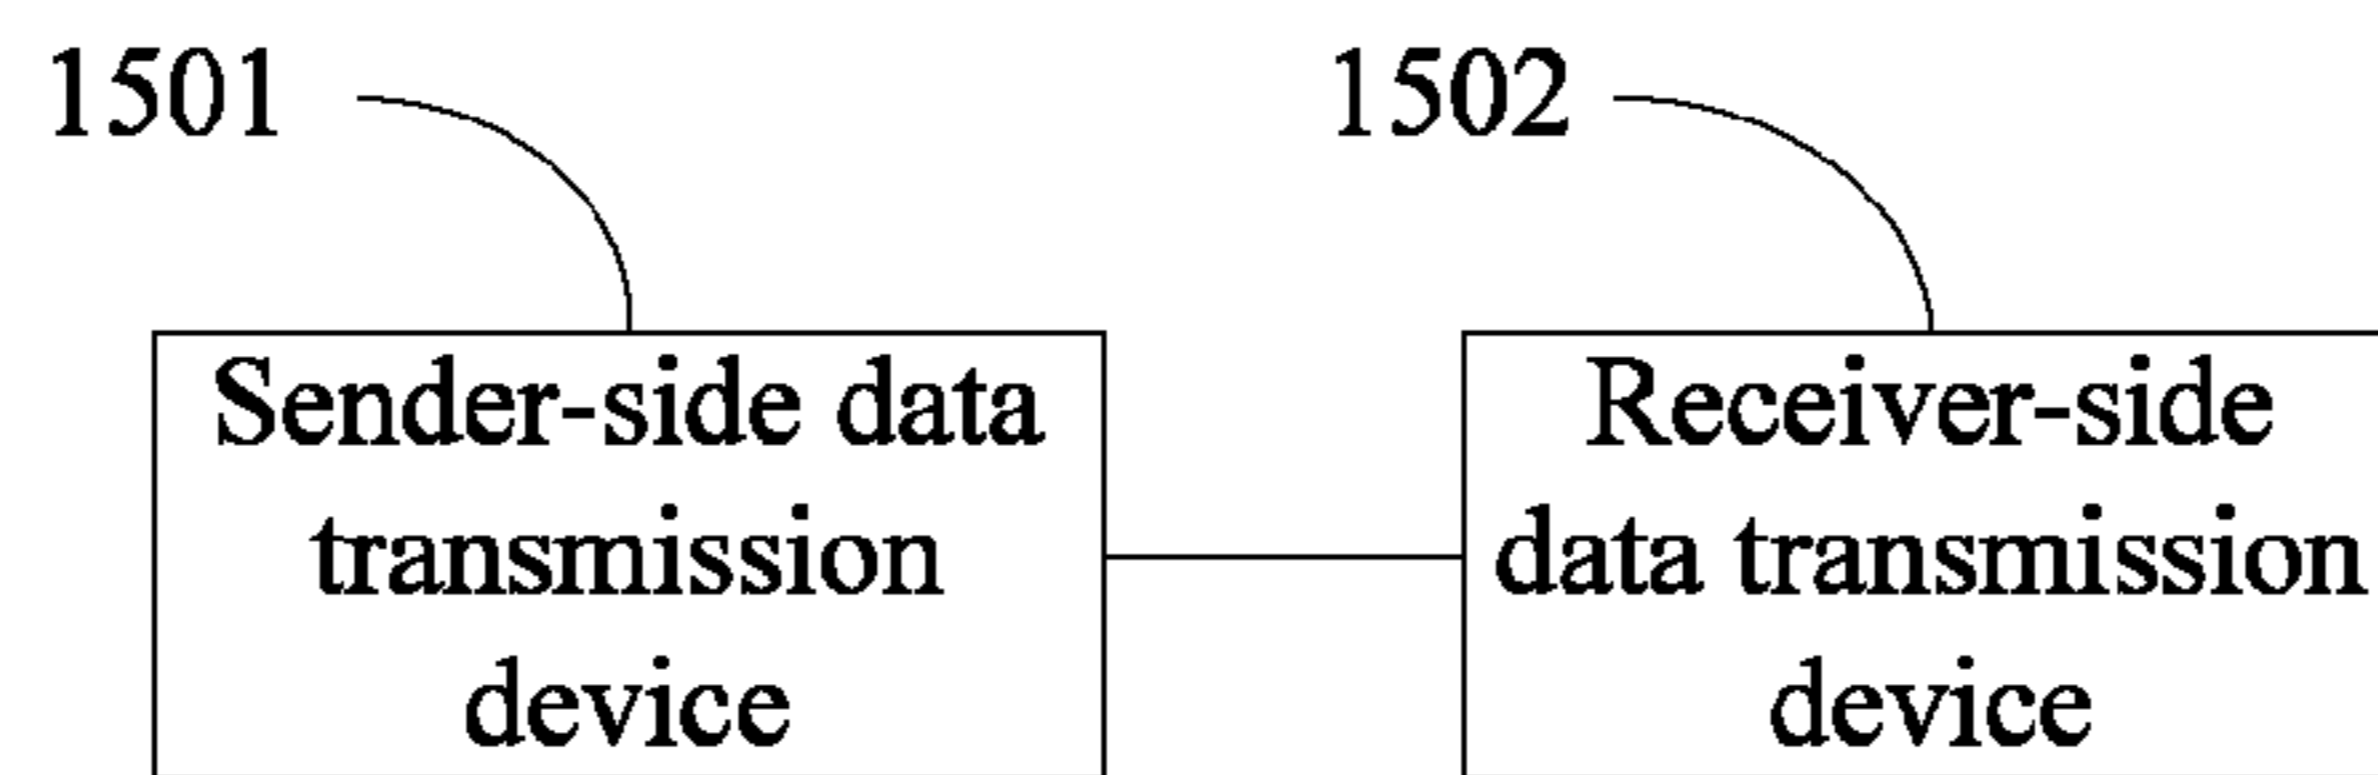 1501
1502
Sender-side data
transmission
device
Receiver-side
data transmission
device